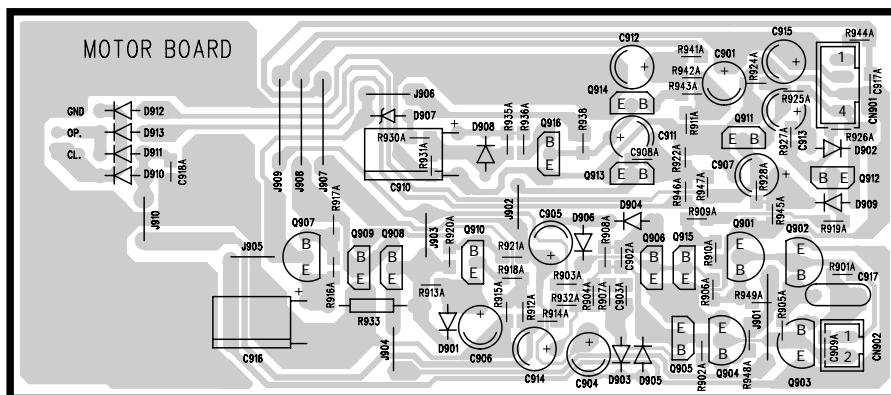 MOTOR BOARD
C912
C915
R944A
R941A
R942A
R943A
C901
R924A
1
C917A
CN901
4
Q914
E B
J906
D907
GND
D912
OP.
D913
CL.
D911
D910
C918A
R930A
R931A
C910
D908
R935A
R936A
Q916
B
E
R938
C911
C908A
R911A
R922A
Q913
E B
R925A
R927A
C913
Q911
E B
R926A
D902
C907
R928A
B E
Q912
D909
R946A
R947A
R945A
R919A
J910
J909
J908
J907
R917A
J902
J903
R920A
C905
D906
R908A
D904
R909A
Q907
B
E
Q909
B
E
Q908
B
E
Q910
B
E
R921A
R918A
R903A
R932A
C902A
Q906
B
E
Q915
E
B
R910A
Q901
E
B
Q902
E
B
R901A
C917
J905
R916A
R913A
R915A
R912A
R914A
R904A
R907A
C903A
R906A
R949A
J901
R905A
C916
R933
J904
D901
C906
C914
C904
D903
D905
Q905
E
B
R902A
Q904
E
B
R948A
Q903
B
E
C909A
1
2
CN902